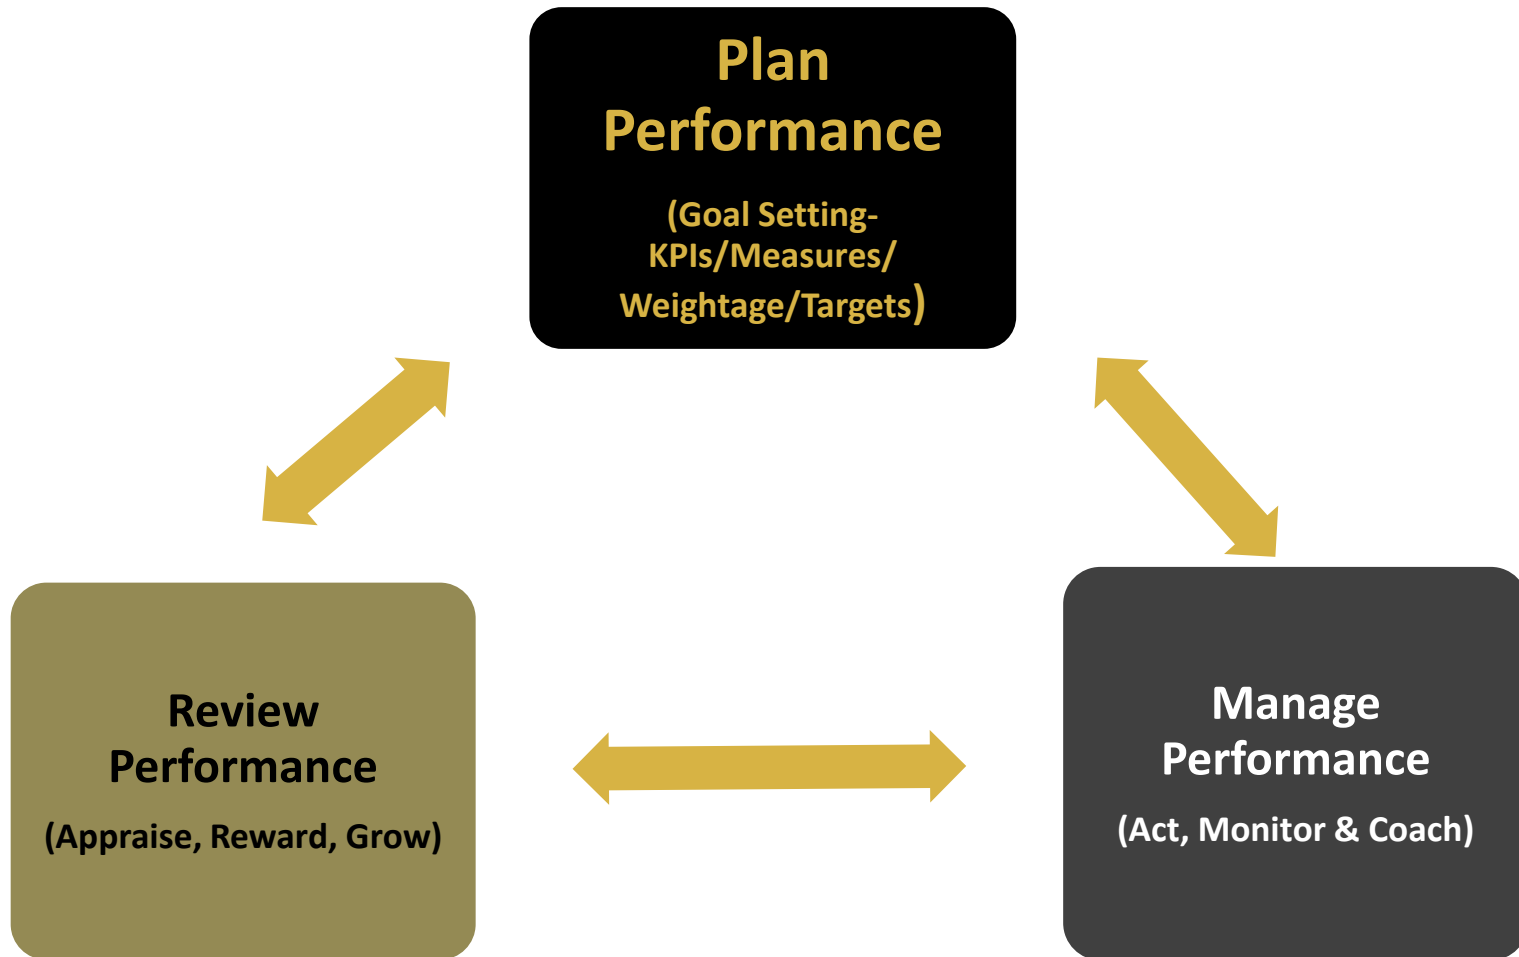 Plan
Performance
(Goal Setting-
KPIs/Measures/
Weightage/Targets)
Review
Performance
(Appraise, Reward, Grow)
Manage
Performance
(Act, Monitor & Coach)